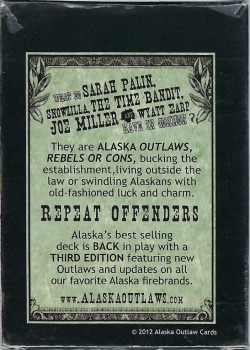 WHAT DO SARAH PALIN,
SNOWZILLA, THE TIME BANDIT,
JOE MILLER AND WYATT EARP
HAVE IN COMMON?
They are ALASKA OUTLAWS,
REBELS OR CONS, bucking the
establishment,living outside the
law or swindling Alaskans with
old-fashioned luck and charm.
REPEAT OFFENDERS
Alaska's best selling
deck is BACK in play with a
THIRD EDITION featuring new
Outlaws and updates on all
our favorite Alaska firebrands.
WWW.ALASKAOUTLAWS.COM
© 2012 Alaska Outlaw Cards